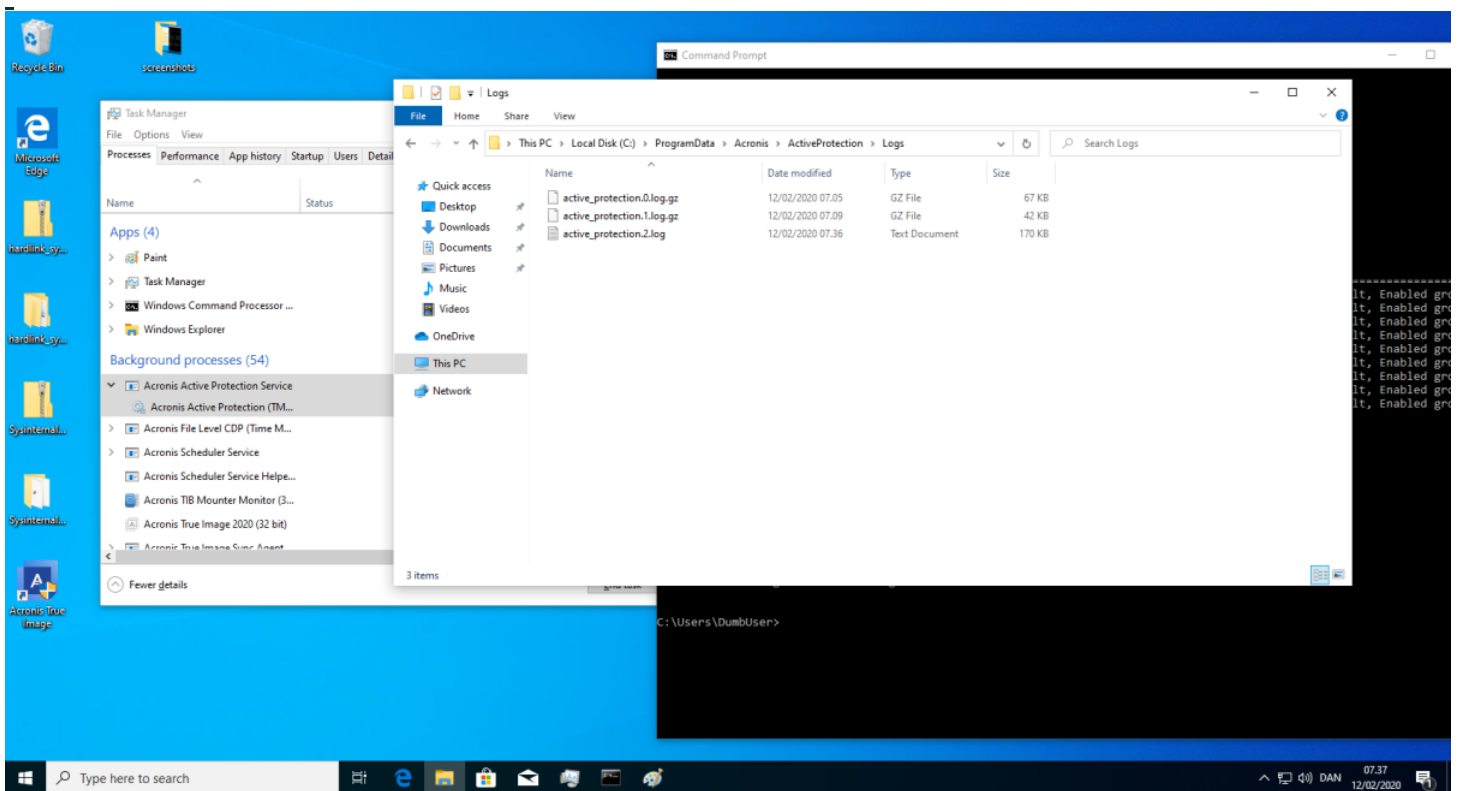 Recycle Bin
screenshots
Microsoft Edge
hardlink_sy...
hardlink_sy...
Sysinternal...
Sysinternal...
Acronis True Image
Task Manager
File Options View
Processes Performance App history Startup Users Detail
Name Status
Apps (4)
Paint
Task Manager
Windows Command Processor ...
Windows Explorer
Background processes (54)
Acronis Active Protection Service
Acronis Active Protection (TM...
Acronis File Level CDP (Time M...
Acronis Scheduler Service
Acronis Scheduler Service Helpe...
Acronis TIB Mounter Monitor (3...
Acronis True Image 2020 (32 bit)
Acronis True Image Sync Agent
Fewer details
End task
Command Prompt
Logs
File Home Share View
This PC > Local Disk (C:) > ProgramData > Acronis > ActiveProtection > Logs
Search Logs
Quick access
Desktop
Downloads
Documents
Pictures
Music
Videos
OneDrive
This PC
Network
Name Date modified Type Size
active_protection.0.log.gz 12/02/2020 07.05 GZ File 67 KB
active_protection.1.log.gz 12/02/2020 07.09 GZ File 42 KB
active_protection.2.log 12/02/2020 07.36 Text Document 170 KB
3 items
================
lt, Enabled gro
lt, Enabled gro
lt, Enabled gro
lt, Enabled gro
lt, Enabled gro
lt, Enabled gro
lt, Enabled gro
lt, Enabled gro
lt, Enabled gro
C:\Users\DumbUser>
Type here to search
DAN
07.37
12/02/2020